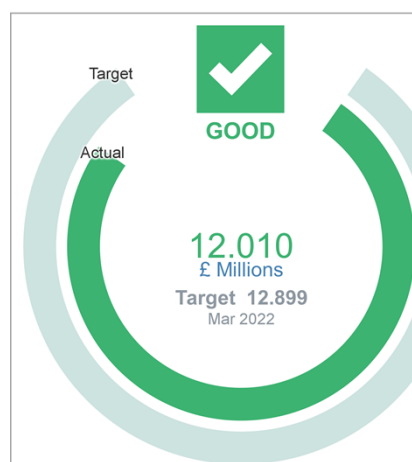 Target
GOOD
Actual
12.010
£ Millions
Target 12.899
Mar 2022